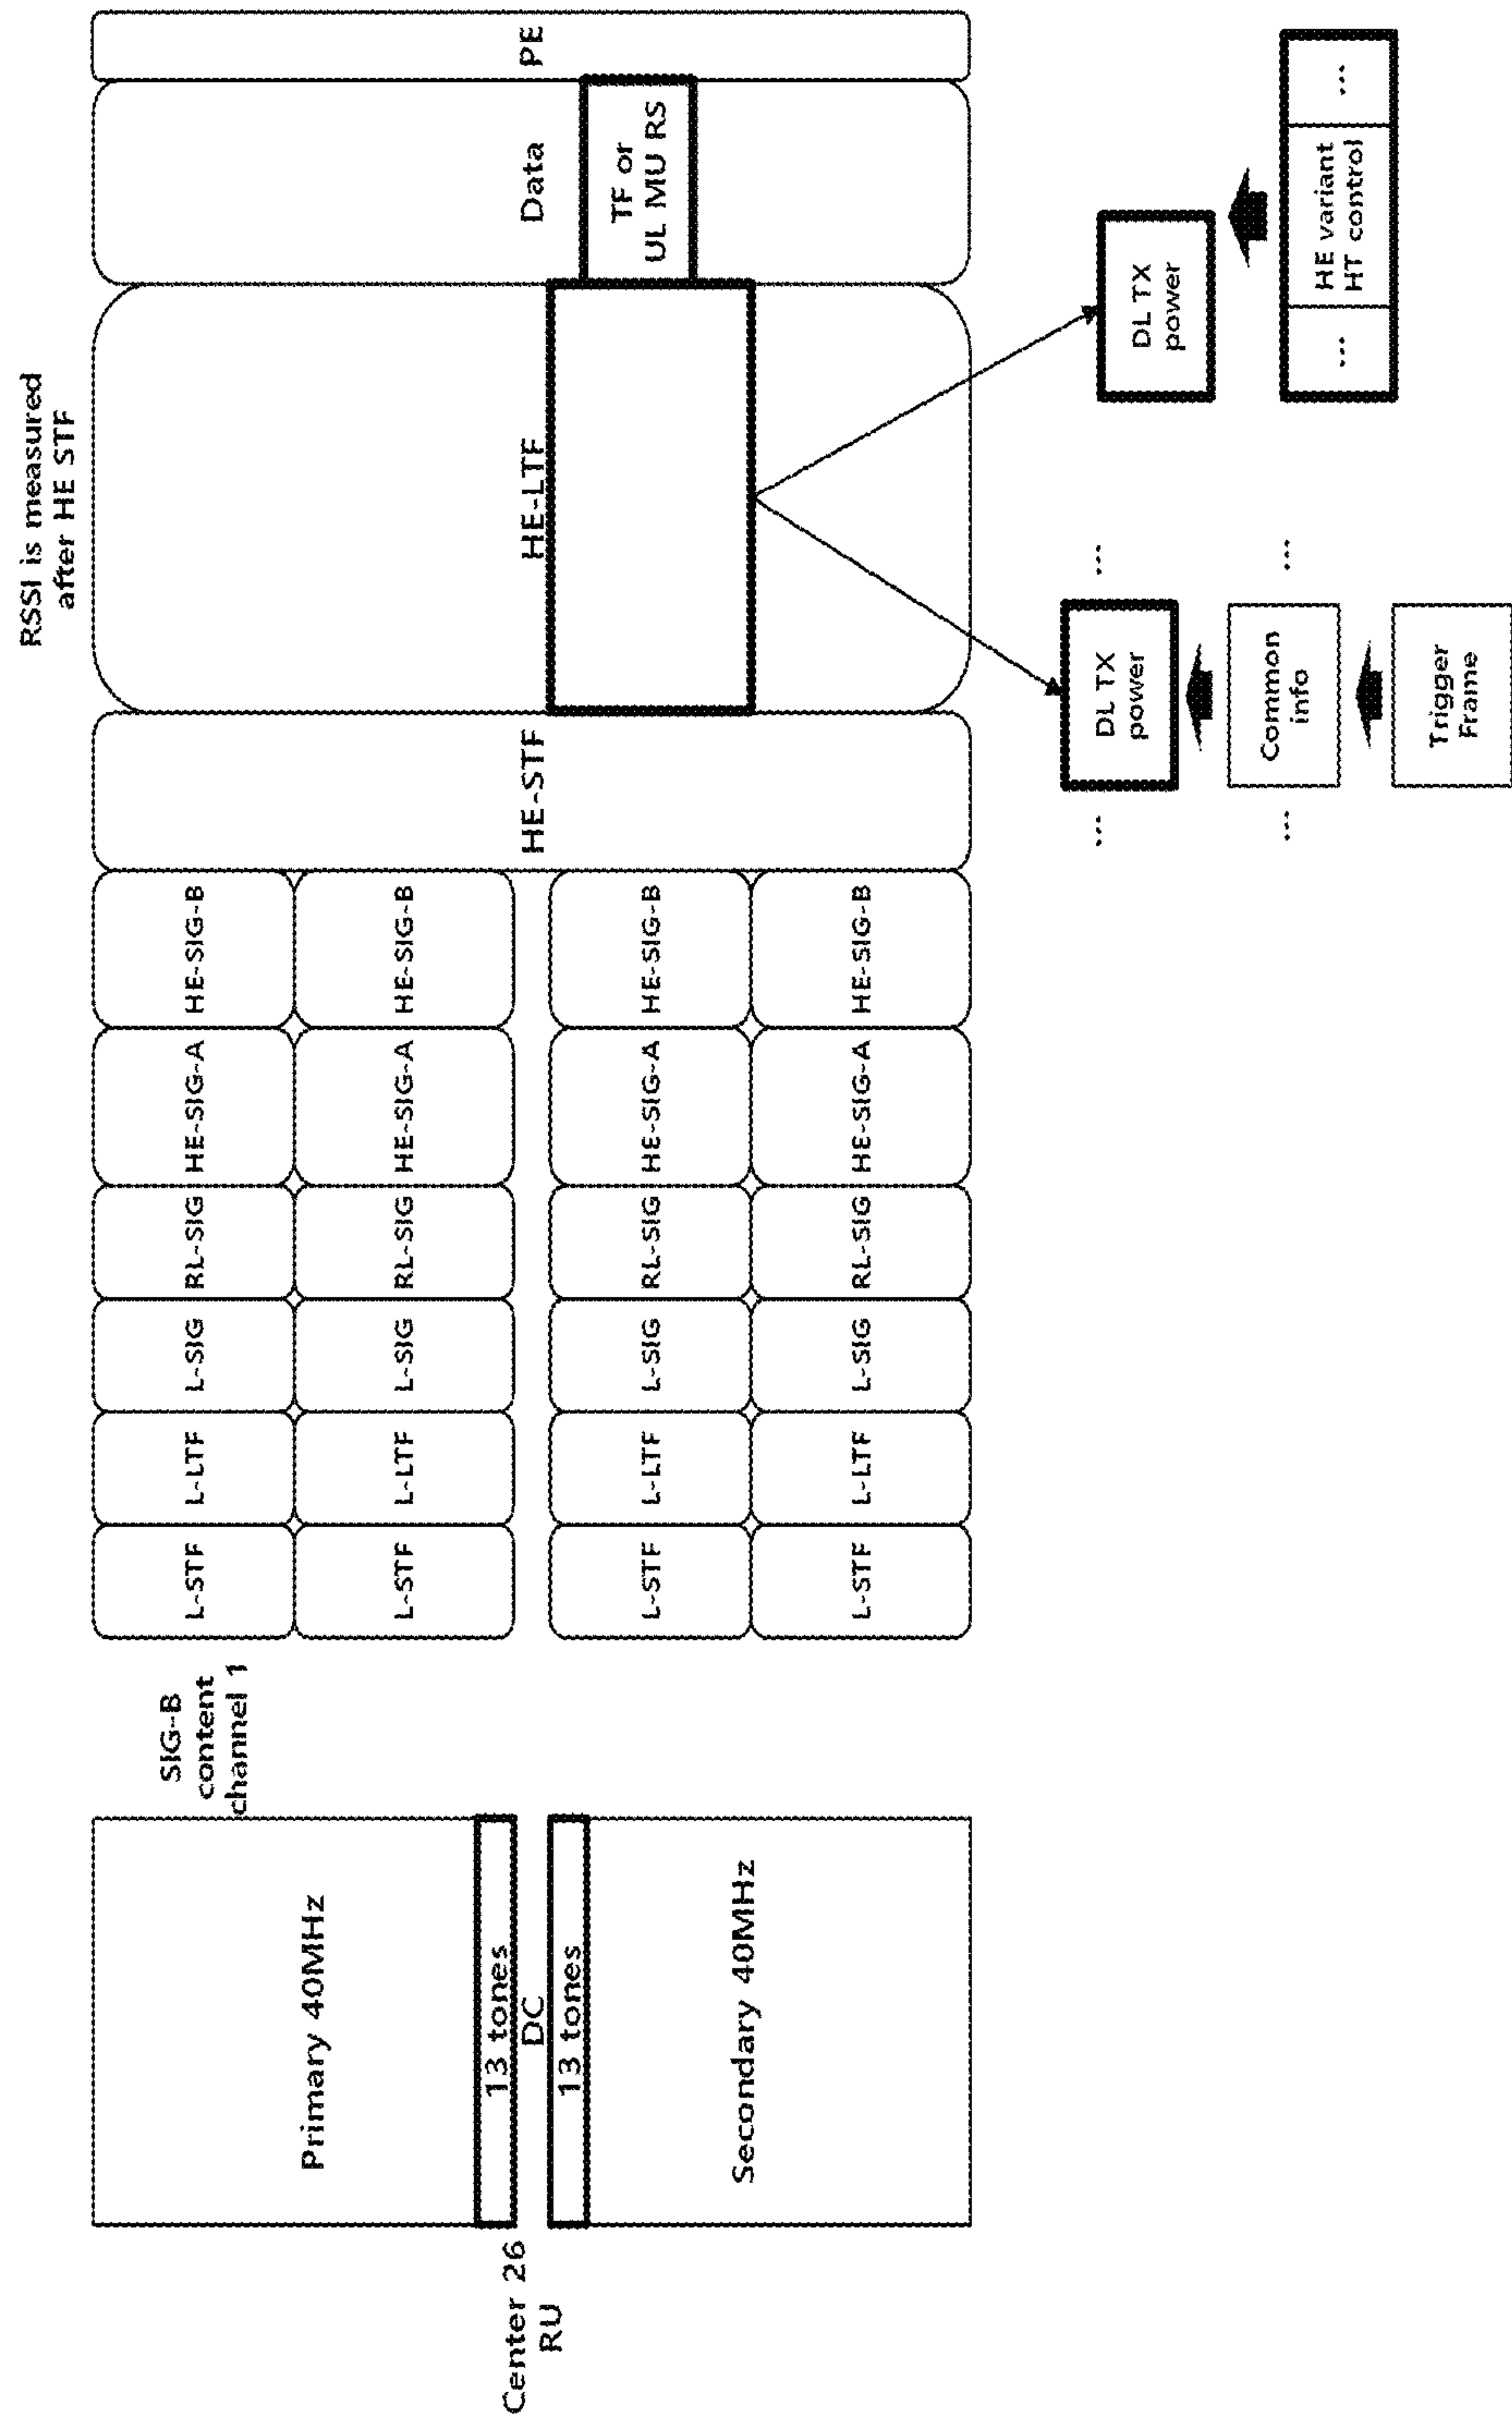 RSSI is measured
after HE STF
SIG-B
content
channel 1
Primary 40MHz
L-STF
L-LTF
L-SIG
RL-SIG
HE-SIG-A
HE-SIG-B
L-STF
L-LTF
L-SIG
RL-SIG
HE-SIG-A
HE-SIG-B
Center 26
RU
13 tones
DC
13 tones
HE-STF
HE-LTF
Data
PE
L-STF
L-LTF
L-SIG
RL-SIG
HE-SIG-A
HE-SIG-B
TF or
UL MU RS
Secondary 40MHz
L-STF
L-LTF
L-SIG
RL-SIG
HE-SIG-A
HE-SIG-B
...
DL TX
power
...
DL TX
power
...
Common
info
...
...
HE variant
HT control
...
Trigger
Frame